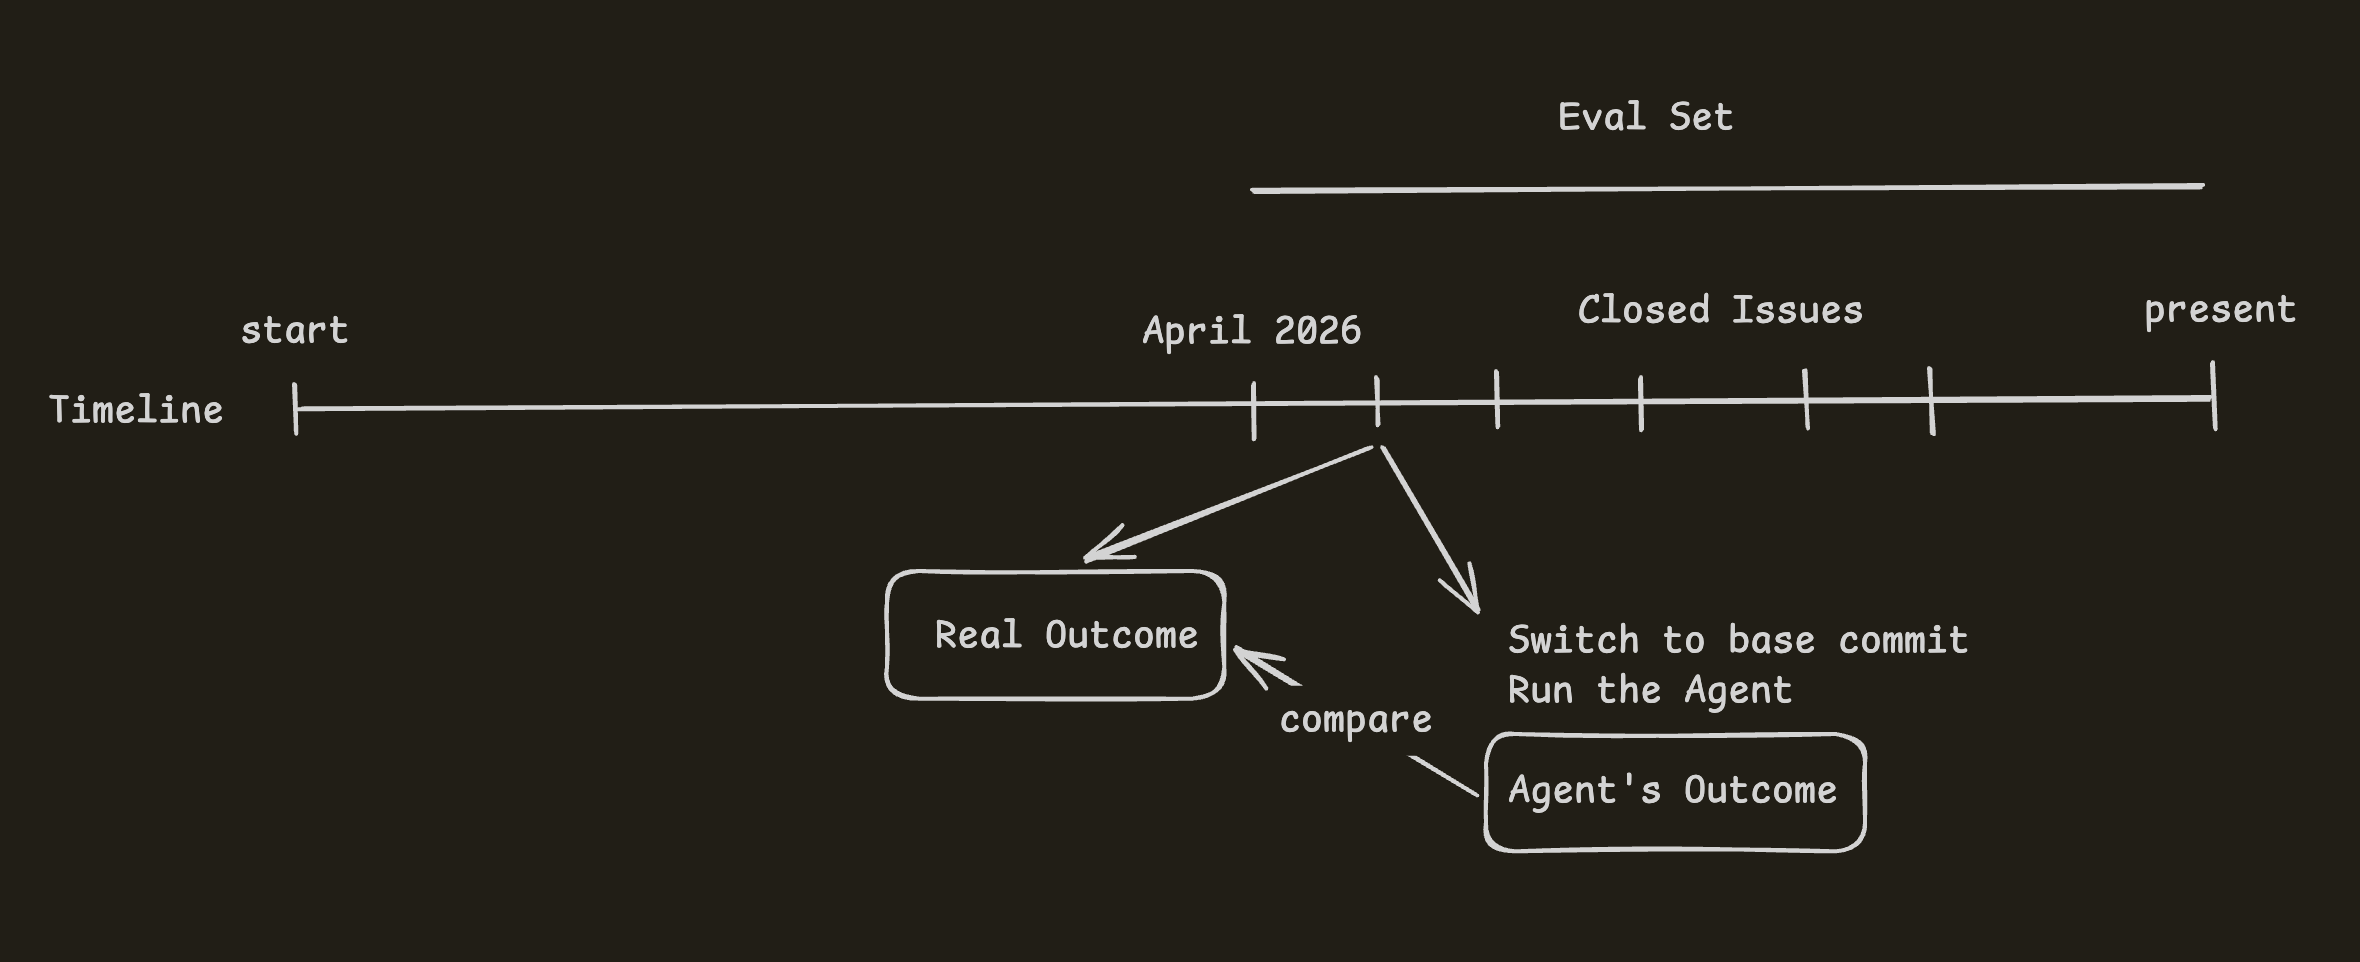 Eval Set
Closed Issues
present
start
April 2026
Timeline
Real Outcome
Switch to base commit
Run the Agent
compare
Agent's Outcome